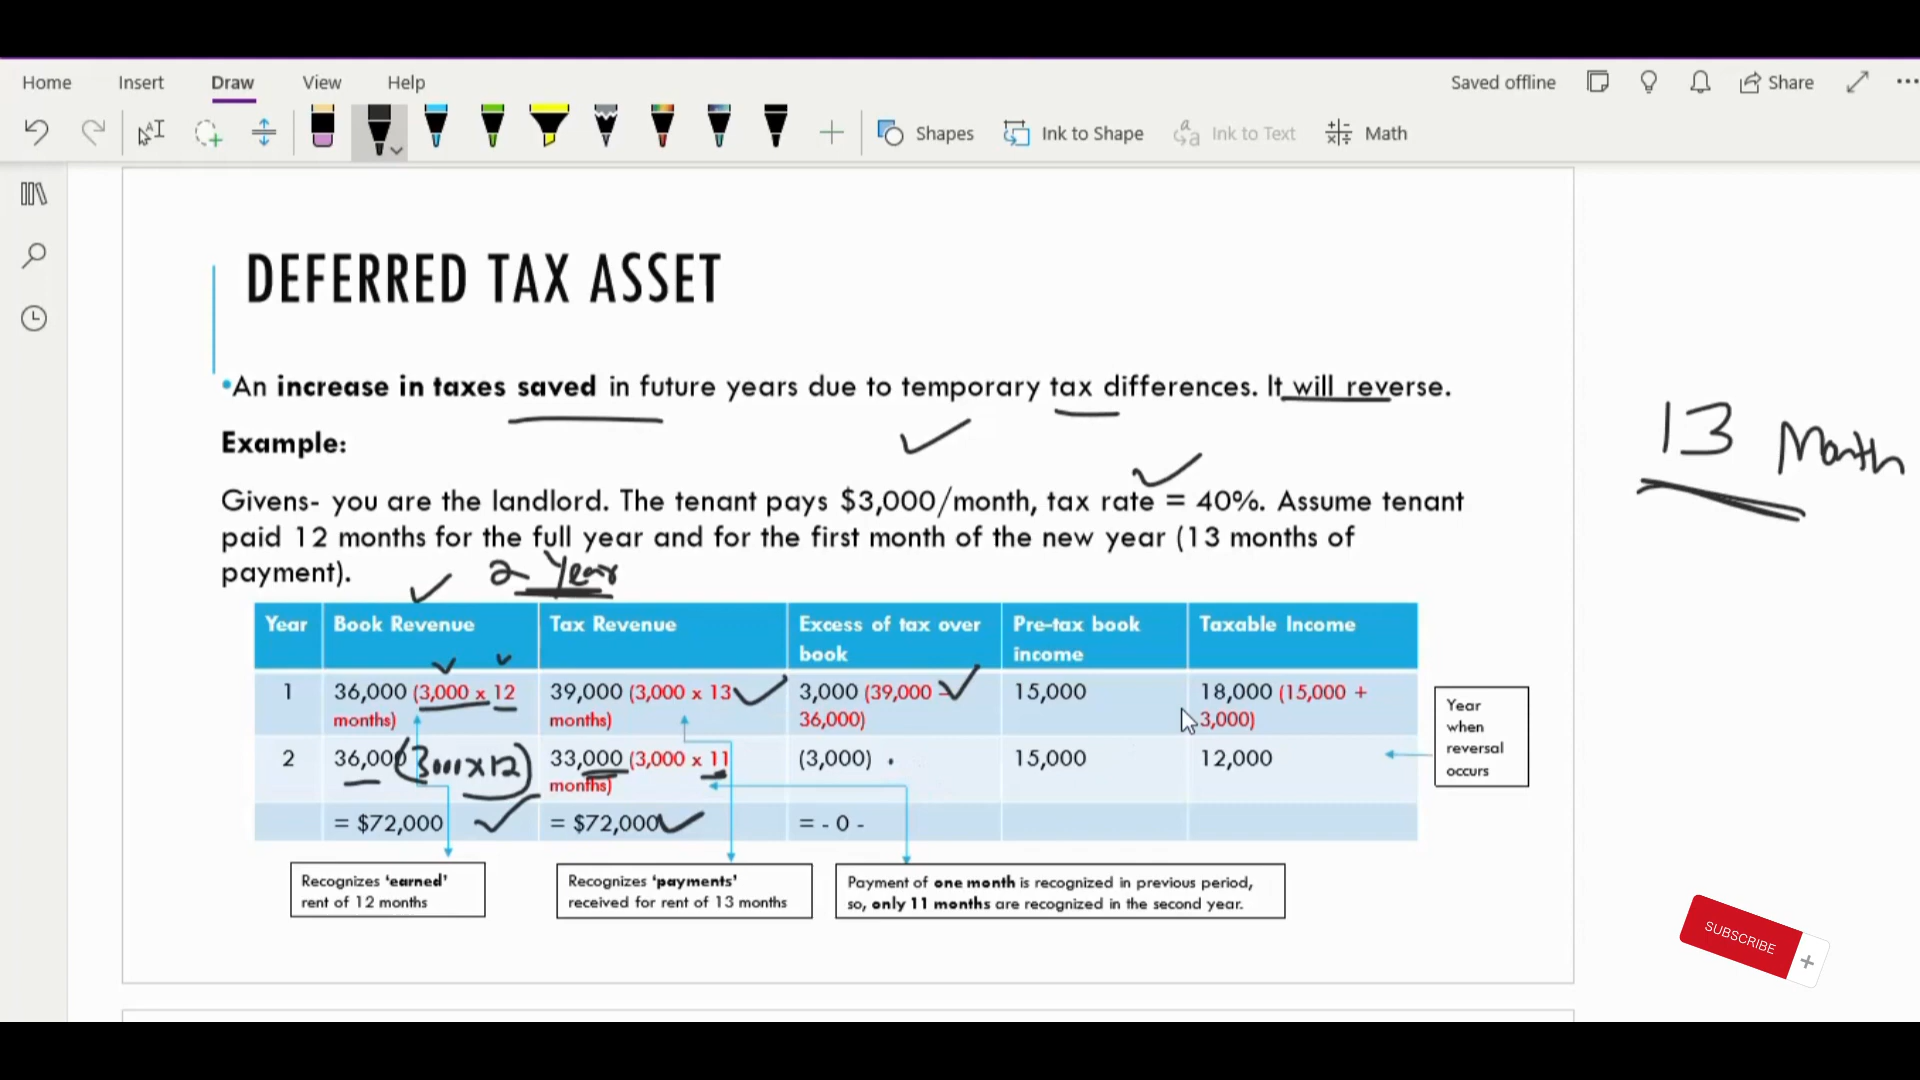 Home Insert Draw View Help Saved offline Share
Shapes Ink to Shape Ink to Text Math
DEFERRED TAX ASSET
•An increase in taxes saved in future years due to temporary tax differences. It will reverse.
13 Month
Example:
Givens- you are the landlord. The tenant pays $3,000/month, tax rate = 40%. Assume tenant
paid 12 months for the full year and for the first month of the new year (13 months of
payment).
2 Year
Year Book Revenue Tax Revenue Excess of tax over Pre-tax book Taxable Income
book income
1 36,000 (3,000 x 12 39,000 (3,000 x 13 3,000 (39,000 - 15,000 18,000 (15,000 +
months) months) 36,000) 3,000)
2 36,000 (3000x12) 33,000 (3,000 x 11 (3,000) 15,000 12,000
months)
= $72,000 = $72,000 = - 0 -
Year
when
reversal
occurs
Recognizes ‘earned’
rent of 12 months
Recognizes ‘payments’
received for rent of 13 months
Payment of one month is recognized in previous period,
so, only 11 months are recognized in the second year.
SUBSCRIBE